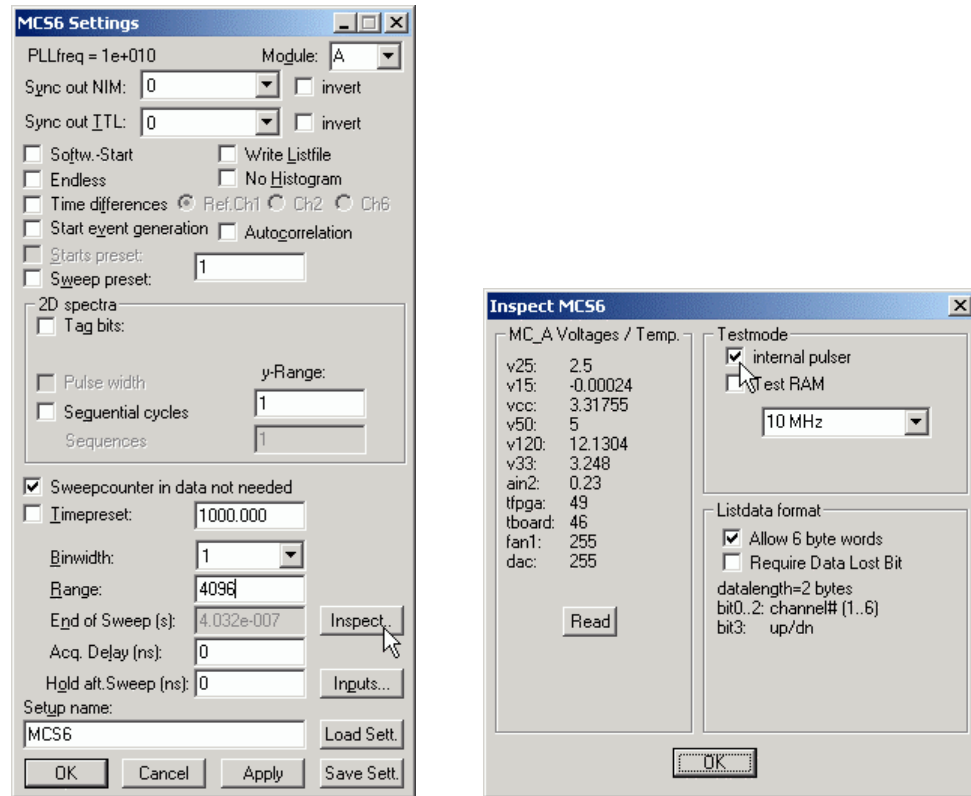 MCS6 Settings
PLLfreq = 1e+010 Module: A
Sync out NIM: 0 invert
Sync out TTL: 0 invert
Softw.-Start Write Listfile
Endless No Histogram
Time differences Ref.Ch1 Ch2 Ch6
Start event generation Autocorrelation
Starts preset:
1
Sweep preset:
2D spectra
Tag bits:
Pulse width y-Range:
Sequential cycles 1
Sequences 1
Sweepcounter in data not needed
Timepreset: 1000.000
Binwidth: 1
Range: 4096
End of Sweep (s): 4.032e-007 Inspect..
Acq. Delay (ns): 0
Hold aft.Sweep (ns): 0 Inputs...
Setup name:
MCS6 Load Sett.
OK Cancel Apply Save Sett.
Inspect MCS6
MC_A Voltages / Temp.
v25: 2.5
v15: -0.00024
vcc: 3.31755
v50: 5
v120: 12.1304
v33: 3.248
ain2: 0.23
tfpga: 49
tboard: 46
fan1: 255
dac: 255
Read
Testmode
internal pulser
Test RAM
10 MHz
Listdata format
Allow 6 byte words
Require Data Lost Bit
datalength=2 bytes
bit0..2: channel# (1..6)
bit3: up/dn
OK